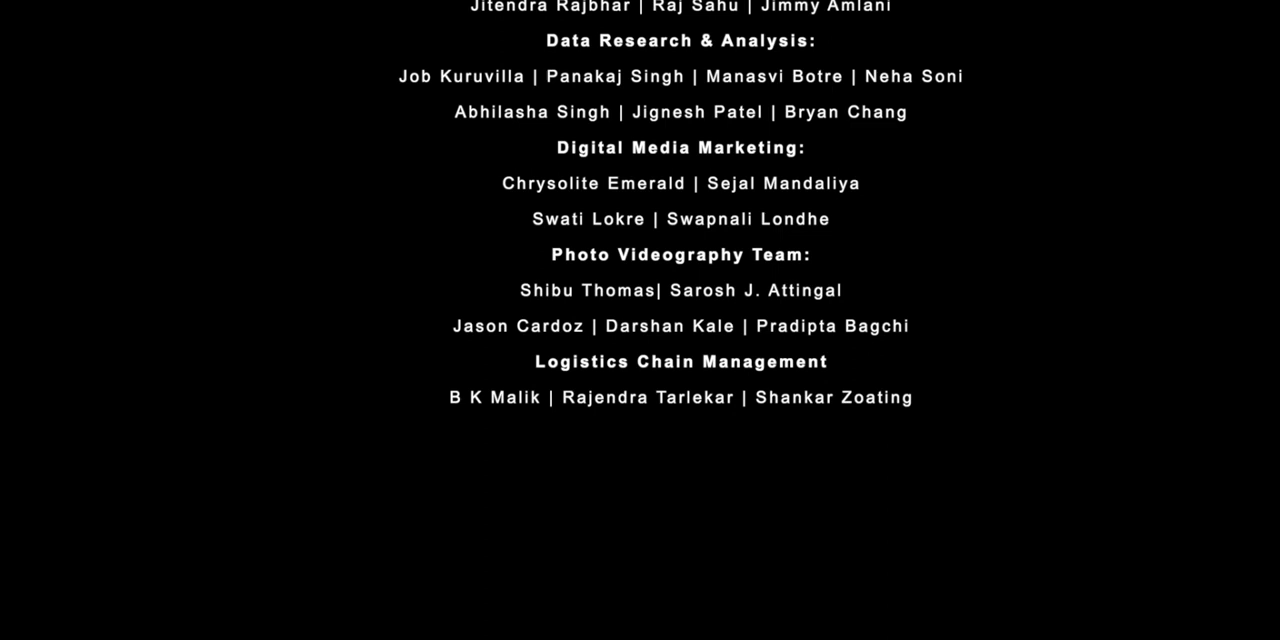 Jitendra Rajbhar | Raj Sahu | Jimmy Amlani
Data Research & Analysis:
Job Kuruvilla | Panakaj Singh | Manasvi Botre | Neha Soni
Abhilasha Singh | Jignesh Patel | Bryan Chang
Digital Media Marketing:
Chrysolite Emerald | Sejal Mandaliya
Swati Lokre | Swapnali Londhe
Photo Videography Team:
Shibu Thomas| Sarosh J. Attingal
Jason Cardoz | Darshan Kale | Pradipta Bagchi
Logistics Chain Management
B K Malik | Rajendra Tarlekar | Shankar Zoating